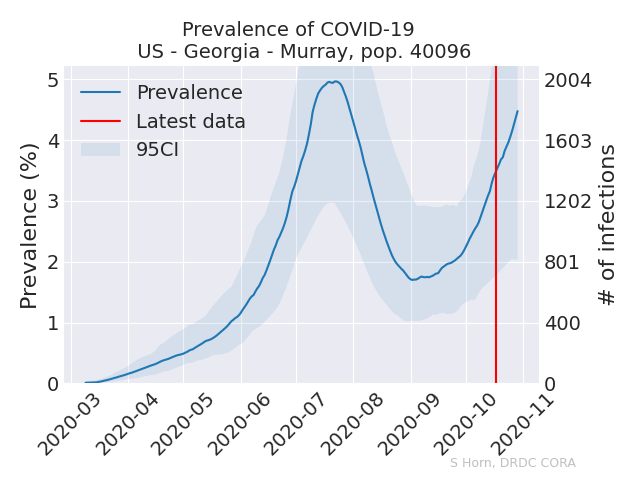 Prevalence of COVID-19
US - Georgia - Murray, pop. 40096
Prevalence
Latest data
95CI
Prevalence (%)
5
4
3
2
1
0
2004
1603
1202
801
400
0
# of infections
2020-03
2020-04
2020-05
2020-06
2020-07
2020-08
2020-09
2020-10
2020-11
S Horn, DRDC CORA